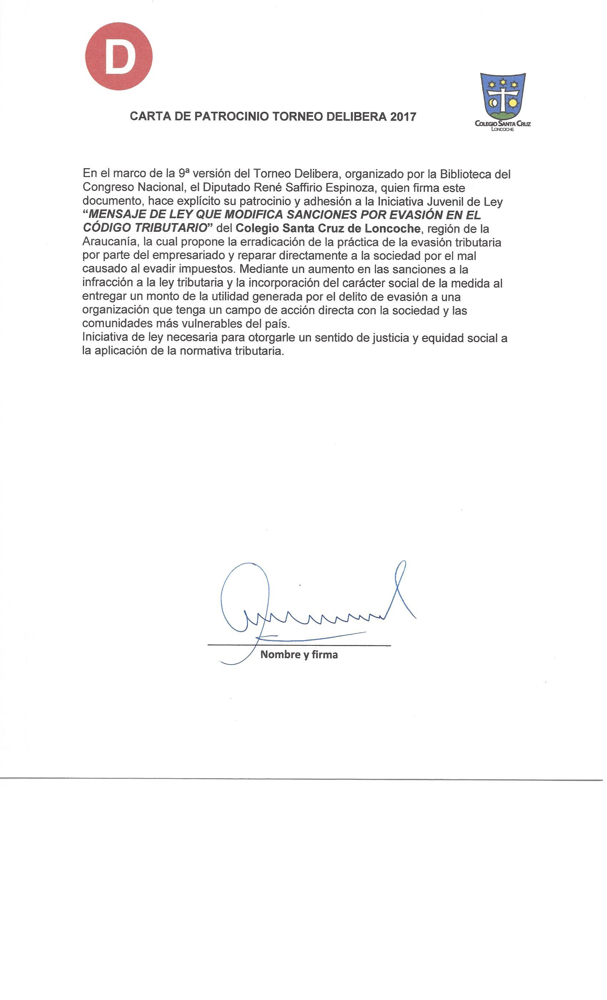 D
COLEGIO SANTA CRUZ
LONCOCHE
CARTA DE PATROCINIO TORNEO DELIBERA 2017
En el marco de la 9ª versión del Torneo Delibera, organizado por la Biblioteca del
Congreso Nacional, el Diputado René Saffirio Espinoza, quien firma este
documento, hace explícito su patrocinio y adhesión a la Iniciativa Juvenil de Ley
“MENSAJE DE LEY QUE MODIFICA SANCIONES POR EVASIÓN EN EL
CÓDIGO TRIBUTARIO” del Colegio Santa Cruz de Loncoche, región de la
Araucanía, la cual propone la erradicación de la práctica de la evasión tributaria
por parte del empresariado y reparar directamente a la sociedad por el mal
causado al evadir impuestos. Mediante un aumento en las sanciones a la
infracción a la ley tributaria y la incorporación del carácter social de la medida al
entregar un monto de la utilidad generada por el delito de evasión a una
organización que tenga un campo de acción directa con la sociedad y las
comunidades más vulnerables del país.
Iniciativa de ley necesaria para otorgarle un sentido de justicia y equidad social a
la aplicación de la normativa tributaria.
Nombre y firma